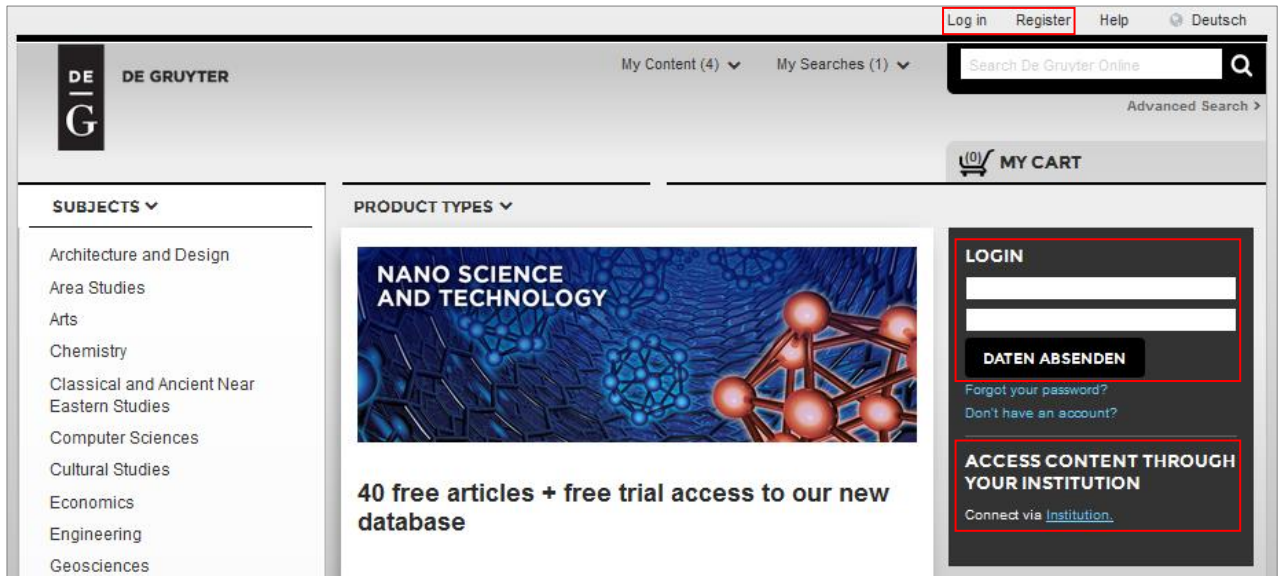 Log in Register Help Deutsch
DE
G
DE GRUYTER
My Content (4) My Searches (1)
Search De Gruyter Online
Advanced Search >
(0) MY CART
SUBJECTS
PRODUCT TYPES
Architecture and Design
Area Studies
Arts
Chemistry
Classical and Ancient Near
Eastern Studies
Computer Sciences
Cultural Studies
Economics
Engineering
Geosciences
NANO SCIENCE
AND TECHNOLOGY
40 free articles + free trial access to our new
database
LOGIN
DATEN ABSENDEN
Forgot your password?
Don't have an account?
ACCESS CONTENT THROUGH
YOUR INSTITUTION
Connect via Institution.